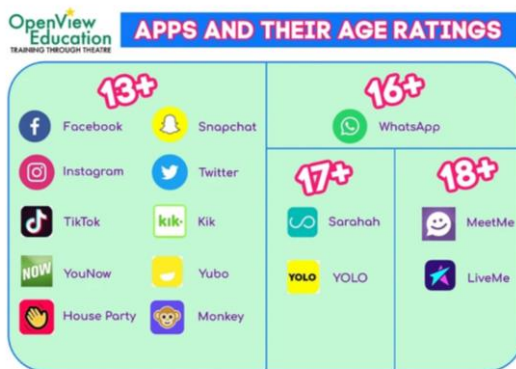 OpenView
Education
TRAINING THROUGH THEATRE
APPS AND THEIR AGE RATINGS
13+
Facebook
Snapchat
Instagram
Twitter
TikTok
kik.
Kik
NOW
YouNow
Yubo
House Party
Monkey
16+
WhatsApp
17+
Sarahah
YOLO
YOLO
18+
MeetMe
LiveMe